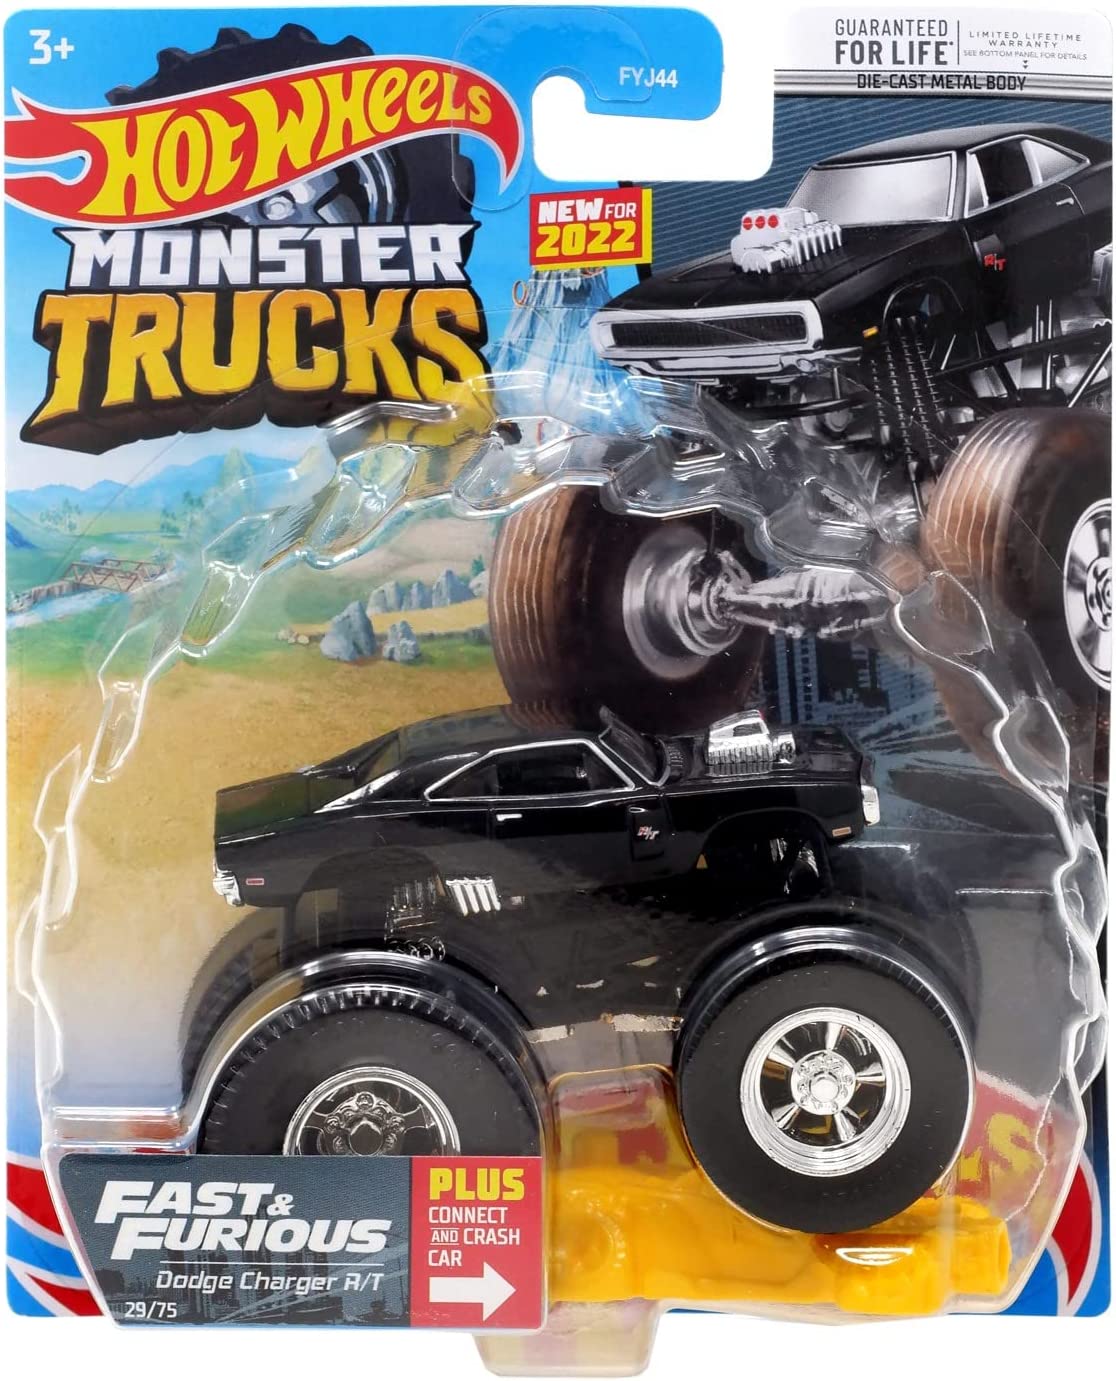 3+
HOT WHEELS
MONSTER
TRUCKS
FYJ44
GUARANTEED
FOR LIFE*
LIMITED LIFETIME
WARRANTY
SEE BOTTOM PANEL FOR DETAILS
DIE-CAST METAL BODY
NEW FOR
2022
R/T
R/T
FAST &
FURIOUS
Dodge Charger R/T
29/75
PLUS
CONNECT
AND CRASH
CAR